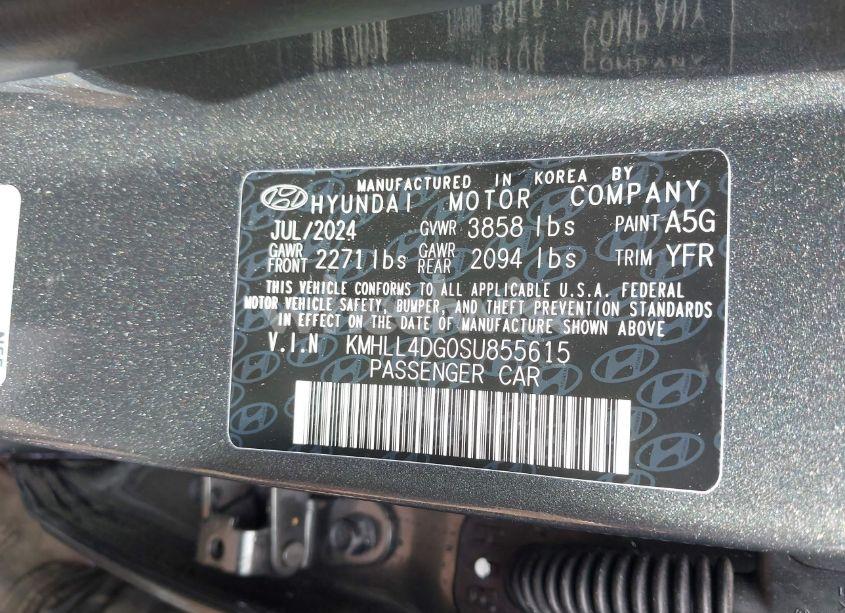 MANUFACTURED IN KOREA BY
HYUNDAI MOTOR COMPANY
JUL/2024 GVWR 3858 lbs PAINT A5G
GAWR FRONT 2271 lbs GAWR REAR 2094 lbs TRIM YFR
THIS VEHICLE CONFORMS TO ALL APPLICABLE U.S.A. FEDERAL
MOTOR VEHICLE SAFETY, BUMPER, AND THEFT PREVENTION STANDARDS
IN EFFECT ON THE DATE OF MANUFACTURE SHOWN ABOVE
V.I.N KMHLL4DG0SU855615
PASSENGER CAR